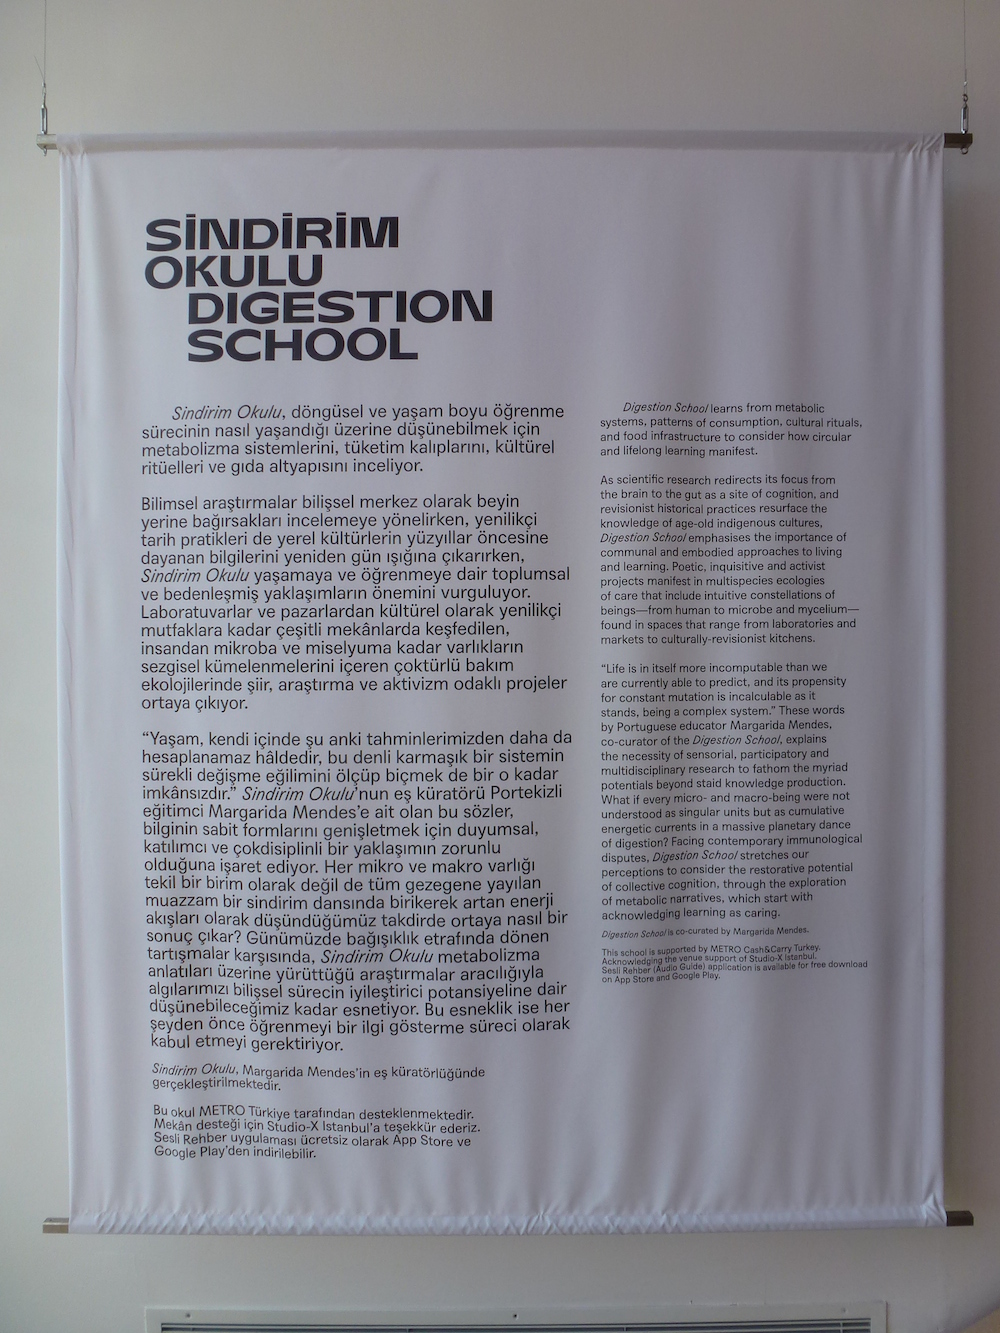 SİNDİRİM
OKULU
DIGESTION
SCHOOL
Sindirim Okulu, döngüsel ve yaşam boyu öğrenme
sürecinin nasıl yaşandığı üzerine düşünebilmek için
metabolizma sistemlerini, tüketim kalıplarını, kültürel
ritüelleri ve gıda altyapısını inceliyor.
Bilimsel araştırmalar bilişsel merkez olarak beyin
yerine bağırsakları incelemeye yönelirken, yenilikçi
tarih pratikleri de yerel kültürlerin yüzyıllar öncesine
dayanan bilgilerini yeniden gün ışığına çıkarırken,
Sindirim Okulu yaşamaya ve öğrenmeye dair toplumsal
ve bedenleşmiş yaklaşımların önemini vurguluyor.
Laboratuvarlar ve pazarlardan kültürel olarak yenilikçi
mutfaklara kadar çeşitli mekânlarda keşfedilen,
insandan mikroba ve miselyuma kadar varlıkların
sezgisel kümelenmelerini içeren çoktürlü bakım
ekolojilerinde şiir, araştırma ve aktivizm odaklı projeler
ortaya çıkıyor.
“Yaşam, kendi içinde şu anki tahminlerimizden daha da
hesaplanamaz hâldedir, bu denli karmaşık bir sistemin
sürekli değişme eğilimini ölçüp biçmek de bir o kadar
imkânsızdır.” Sindirim Okulu’nun eş küratörü Portekizli
eğitimci Margarida Mendes’e ait olan bu sözler,
bilginin sabit formlarını genişletmek için duyumsal,
katılımcı ve çokdisiplinli bir yaklaşımın zorunlu
olduğuna işaret ediyor. Her mikro ve makro varlığı
tekil bir birim olarak değil de tüm gezegene yayılan
muazzam bir sindirim dansında birikerek artan enerji
akışları olarak düşündüğümüz takdirde ortaya nasıl bir
sonuç çıkar? Günümüzde bağışıklık etrafında dönen
tartışmalar karşısında, Sindirim Okulu metabolizma
anlatıları üzerine yürüttüğü araştırmalar aracılığıyla
algılarımızı bilişsel sürecin iyileştirici potansiyeline dair
düşünebileceğimiz kadar esnetiyor. Bu esneklik ise her
şeyden önce öğrenmeyi bir ilgi gösterme süreci olarak
kabul etmeyi gerektiriyor.
Sindirim Okulu, Margarida Mendes’in eş küratörlüğünde
gerçekleştirilmektedir.
Bu okul METRO Türkiye tarafından desteklenmektedir.
Mekân desteği için Studio-X Istanbul’a teşekkür ederiz.
Sesli Rehber uygulaması ücretsiz olarak App Store ve
Google Play’den indirilebilir.
Digestion School learns from metabolic
systems, patterns of consumption, cultural rituals,
and food infrastructure to consider how circular
and lifelong learning manifest.
As scientific research redirects its focus from
the brain to the gut as a site of cognition, and
revisionist historical practices resurface the
knowledge of age-old indigenous cultures,
Digestion School emphasises the importance of
communal and embodied approaches to living
and learning. Poetic, inquisitive and activist
projects manifest in multispecies ecologies
of care that include intuitive constellations of
beings—from human to microbe and mycelium—
found in spaces that range from laboratories and
markets to culturally-revisionist kitchens.
“Life is in itself more incomputable than we
are currently able to predict, and its propensity
for constant mutation is incalculable as it
stands, being a complex system.” These words
by Portuguese educator Margarida Mendes,
co-curator of the Digestion School, explains
the necessity of sensorial, participatory and
multidisciplinary research to fathom the myriad
potentials beyond staid knowledge production.
What if every micro- and macro-being were not
understood as singular units but as cumulative
energetic currents in a massive planetary dance
of digestion? Facing contemporary immunological
disputes, Digestion School stretches our
perceptions to consider the restorative potential
of collective cognition, through the exploration
of metabolic narratives, which start with
acknowledging learning as caring.
Digestion School is co-curated by Margarida Mendes.
This school is supported by METRO Cash&Carry Turkey.
Acknowledging the venue support of Studio-X Istanbul.
Sesli Rehber (Audio Guide) application is available for free download
on App Store and Google Play.